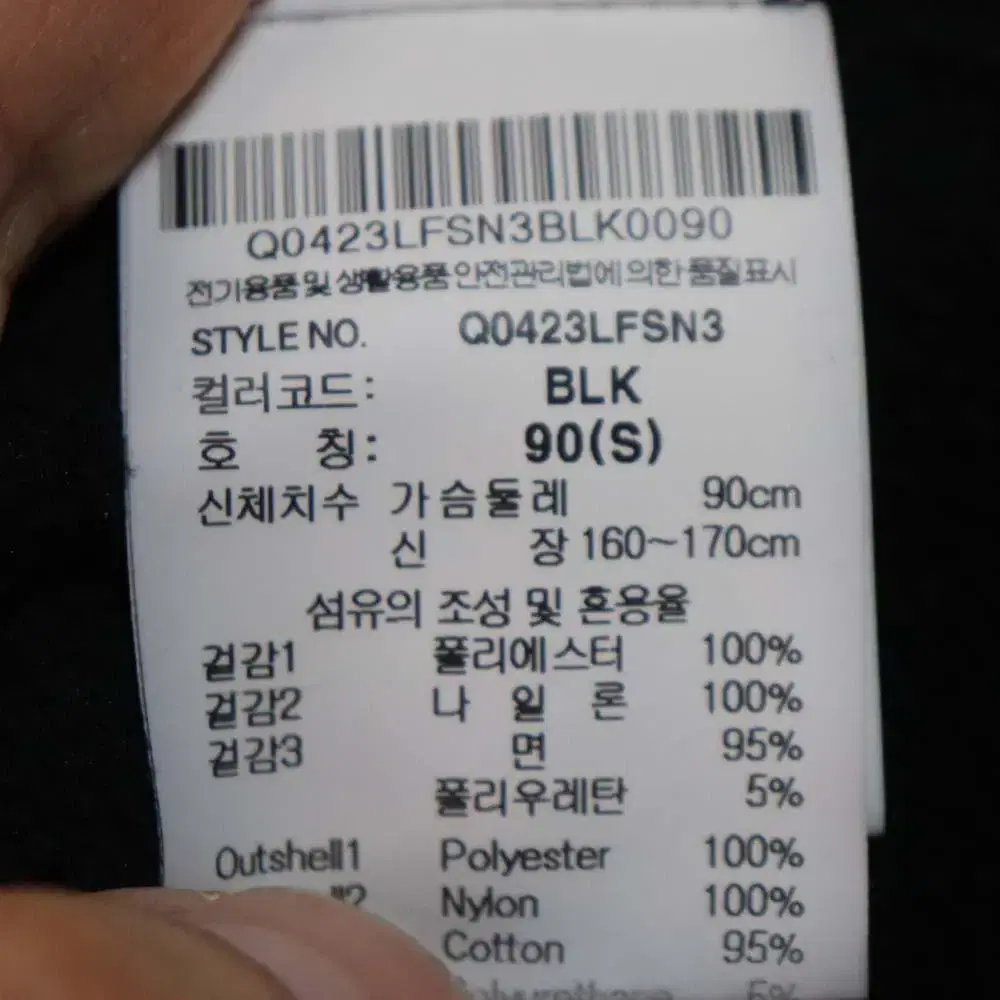 Q0423LFSN3BLK0090
전기용품 및 생활용품 안전관리법에 의한 품질표시
STYLE NO. Q0423LFSN3
컬러코드: BLK
호 칭: 90(S)
신체치수 가슴둘레 90cm
신 장 160~170cm
섬유의 조성 및 혼용율
겉감1 폴리에스터 100%
겉감2 나 일 론 100%
겉감3 면 95%
폴리우레탄 5%
Outshell1 Polyester 100%
Nylon 100%
Cotton 95%
5%